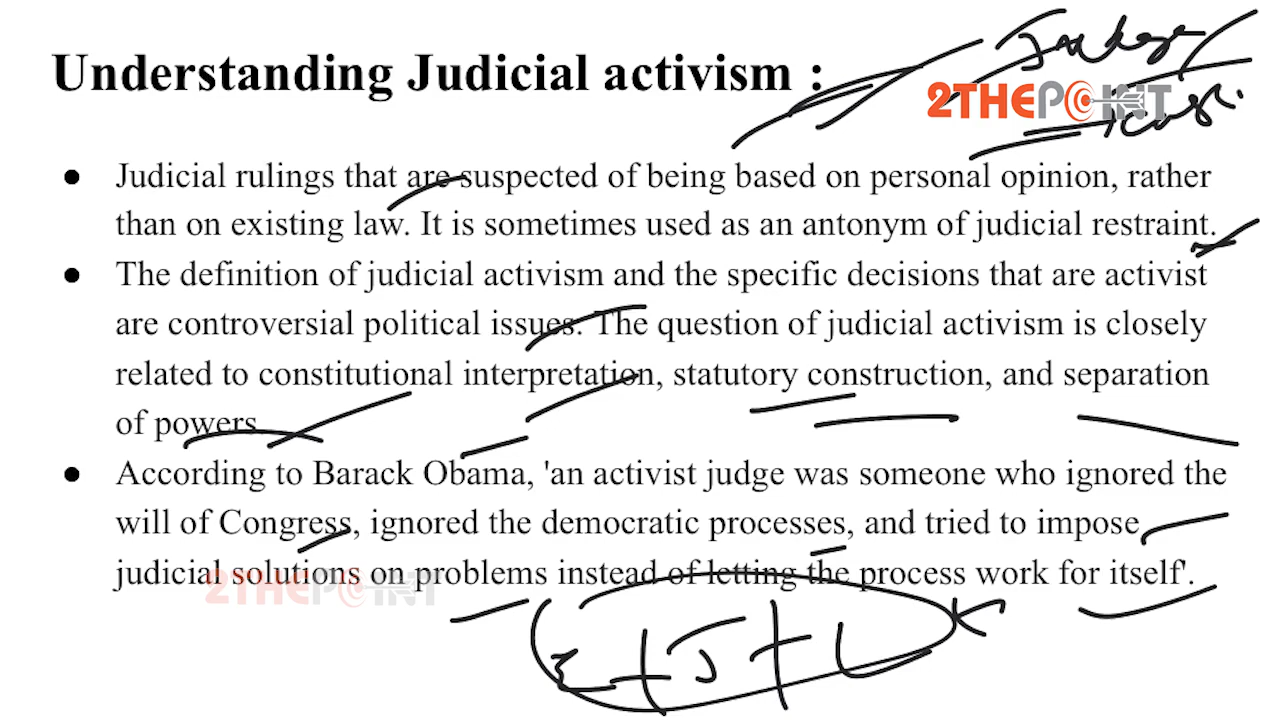 Understanding Judicial activism :
2THEPOINT
● Judicial rulings that are suspected of being based on personal opinion, rather
than on existing law. It is sometimes used as an antonym of judicial restraint.
● The definition of judicial activism and the specific decisions that are activist
are controversial political issues. The question of judicial activism is closely
related to constitutional interpretation, statutory construction, and separation
of powers.
● According to Barack Obama, 'an activist judge was someone who ignored the
will of Congress, ignored the democratic processes, and tried to impose
judicial solutions on problems instead of letting the process work for itself'.
2THEPOINT
E + J + L